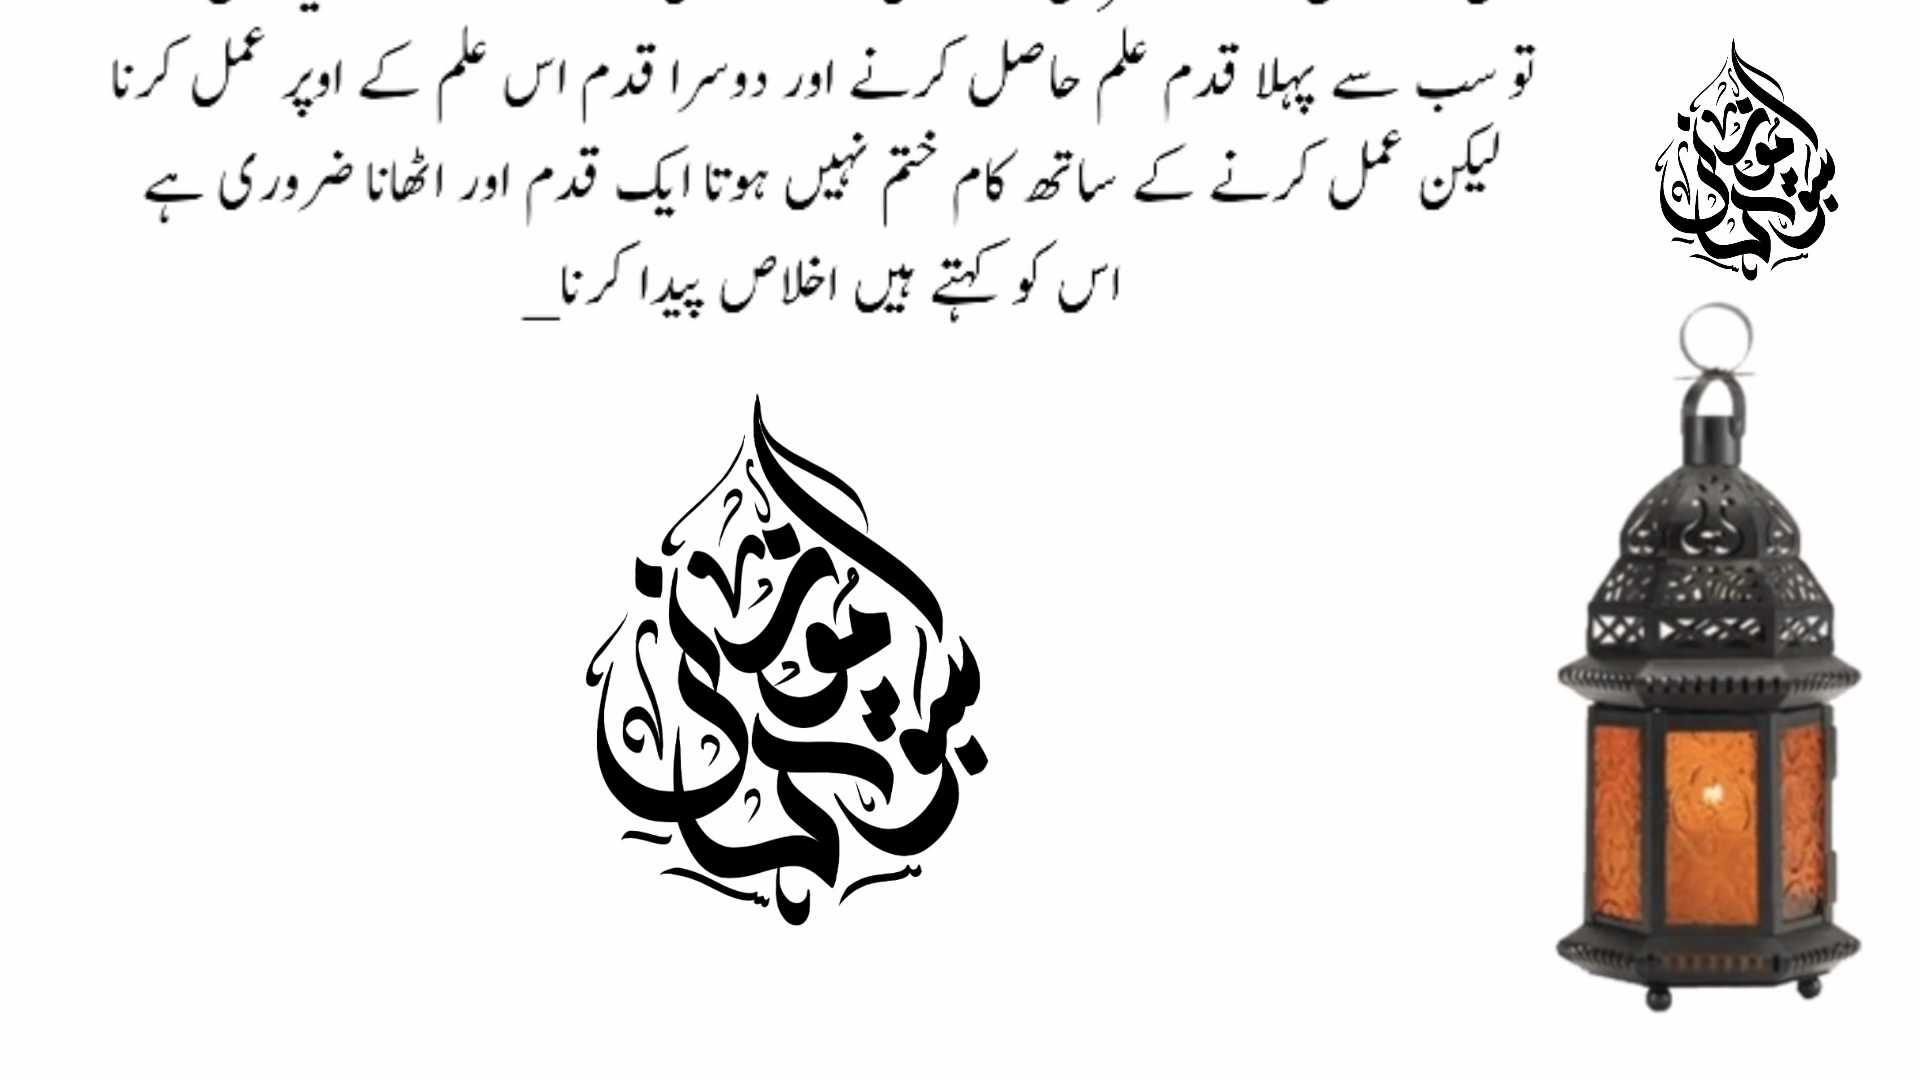 تو سب سے پہلا قدم علم حاصل کرنے اور دوسرا قدم اس علم کے اوپر عمل کرنا
لیکن عمل کرنے کے ساتھ کام ختم نہیں ہوتا ایک قدم اور اٹھانا ضروری ہے
اس کو کہتے ہیں اخلاص پیدا کرنا_